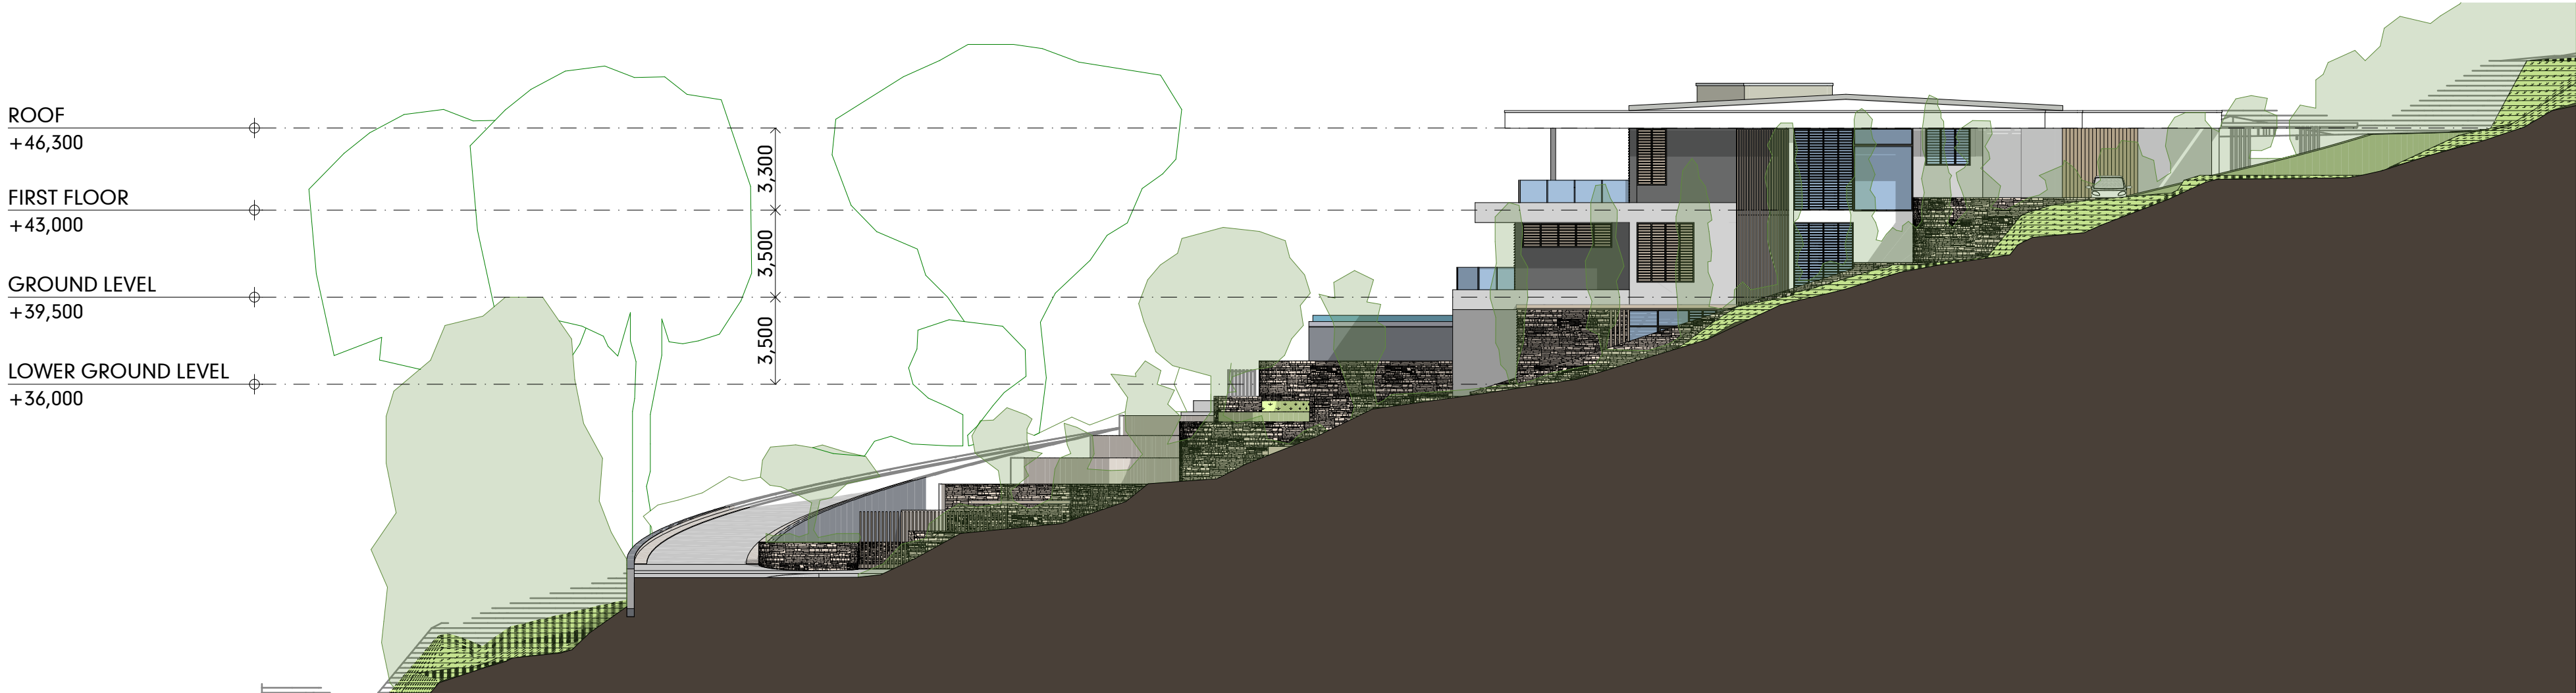 ROOF
+46,300
3,300
FIRST FLOOR
+43,000
3,500
GROUND LEVEL
+39,500
3,500
LOWER GROUND LEVEL
+36,000